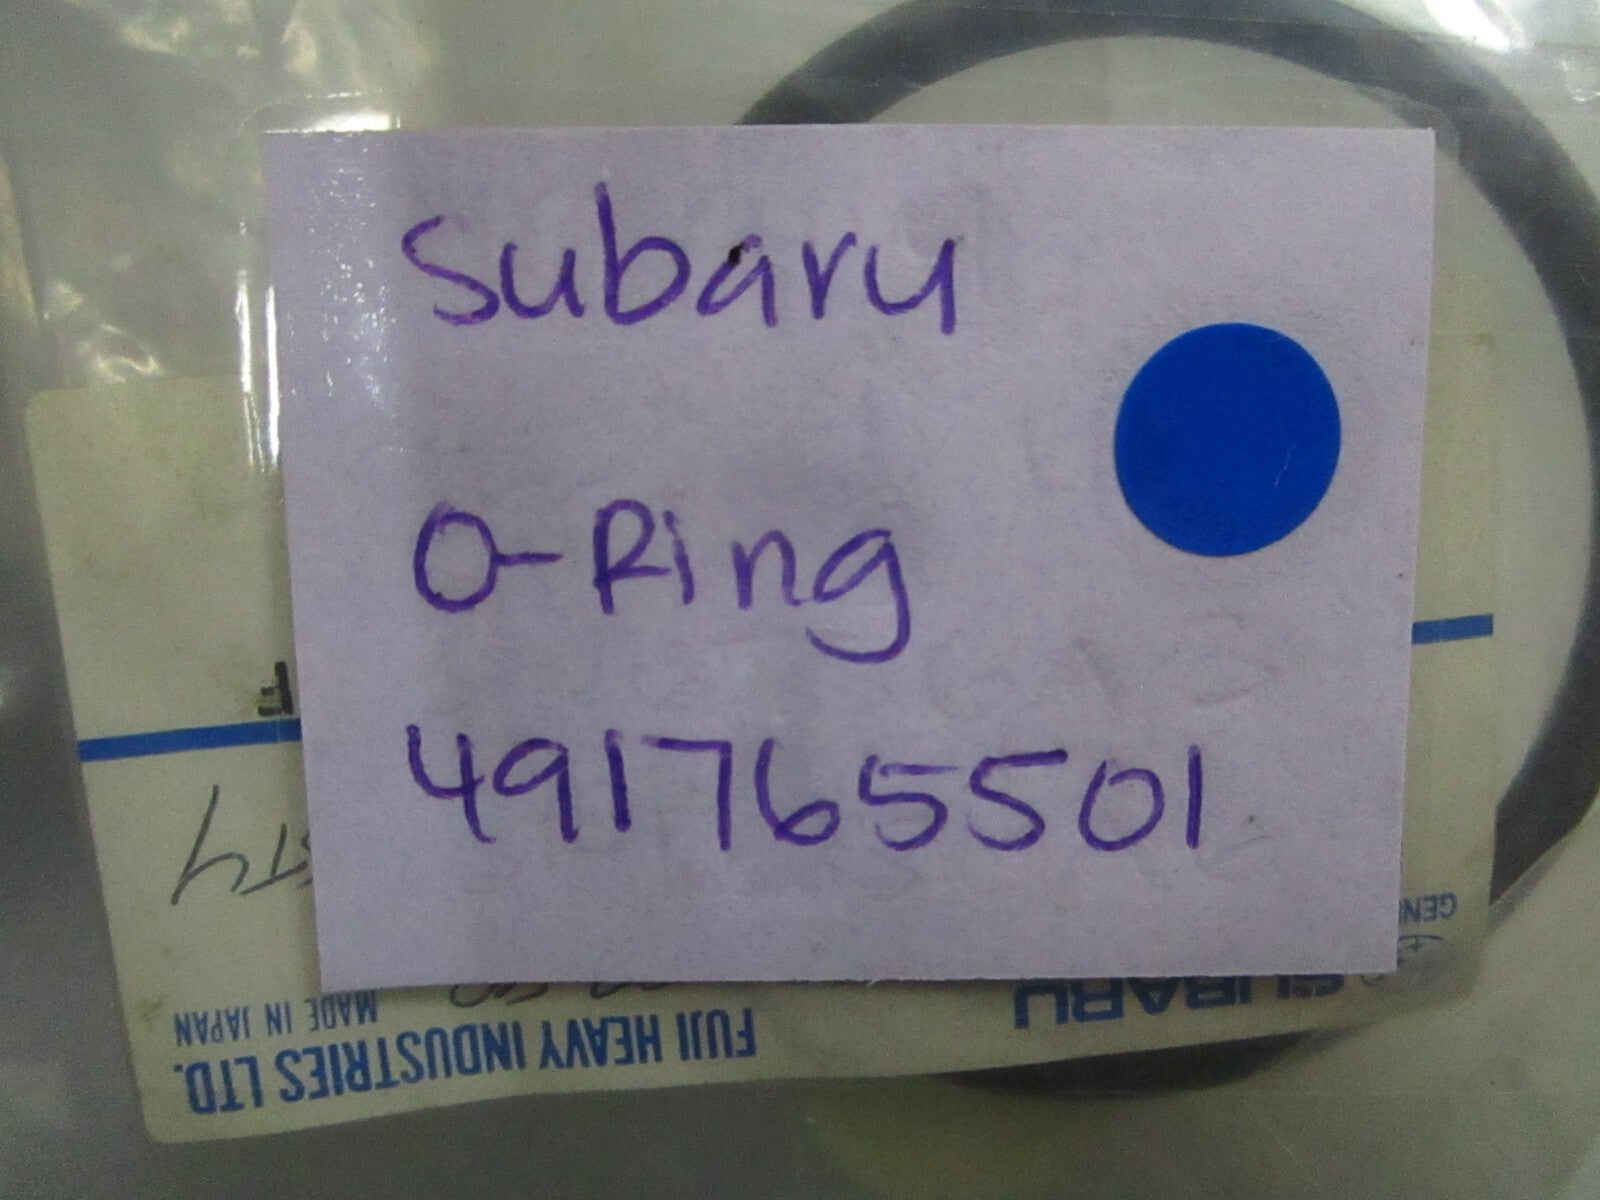 Subaru
O-Ring
491765501
SUBARU
FUJI HEAVY INDUSTRIES LTD.
MADE IN JAPAN